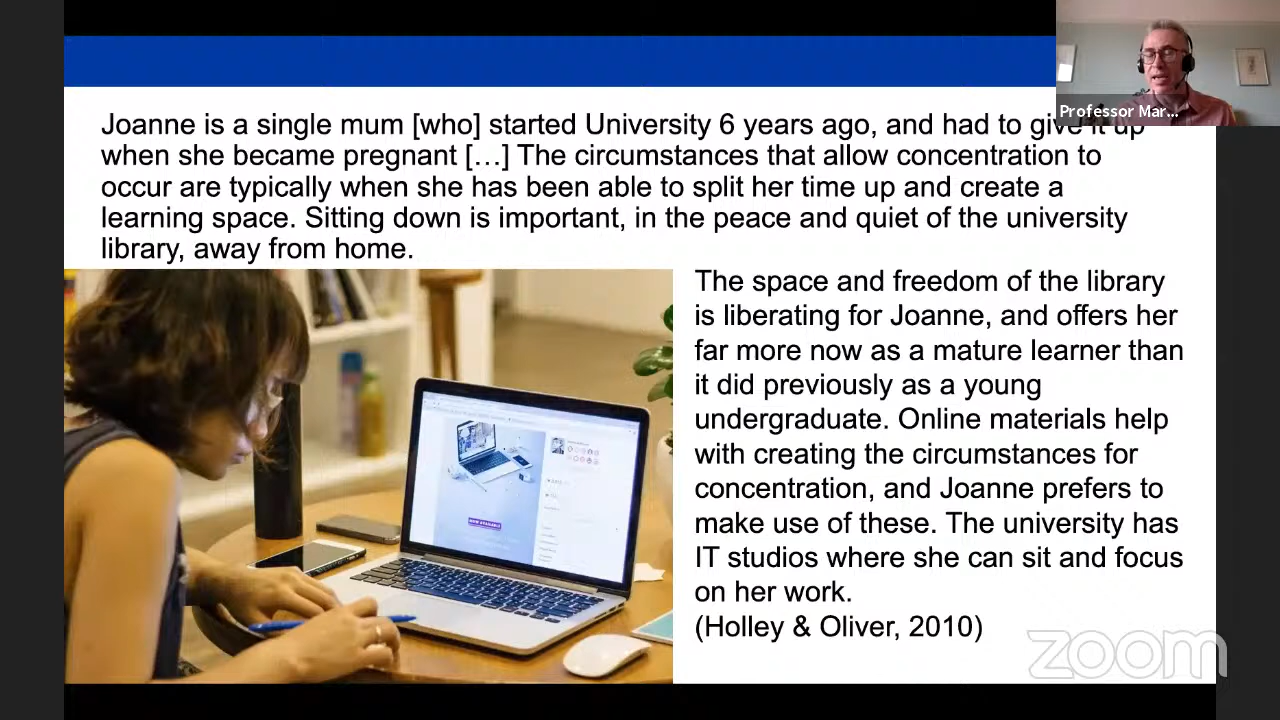 Joanne is a single mum [who] started University 6 years ago, and had to give it up
when she became pregnant [...] The circumstances that allow concentration to
occur are typically when she has been able to split her time up and create a
learning space. Sitting down is important, in the peace and quiet of the university
library, away from home.
The space and freedom of the library
is liberating for Joanne, and offers her
far more now as a mature learner than
it did previously as a young
undergraduate. Online materials help
with creating the circumstances for
concentration, and Joanne prefers to
make use of these. The university has
IT studios where she can sit and focus
on her work.
(Holley & Oliver, 2010)
Professor Mar...
NOW AVAILABLE
zoom